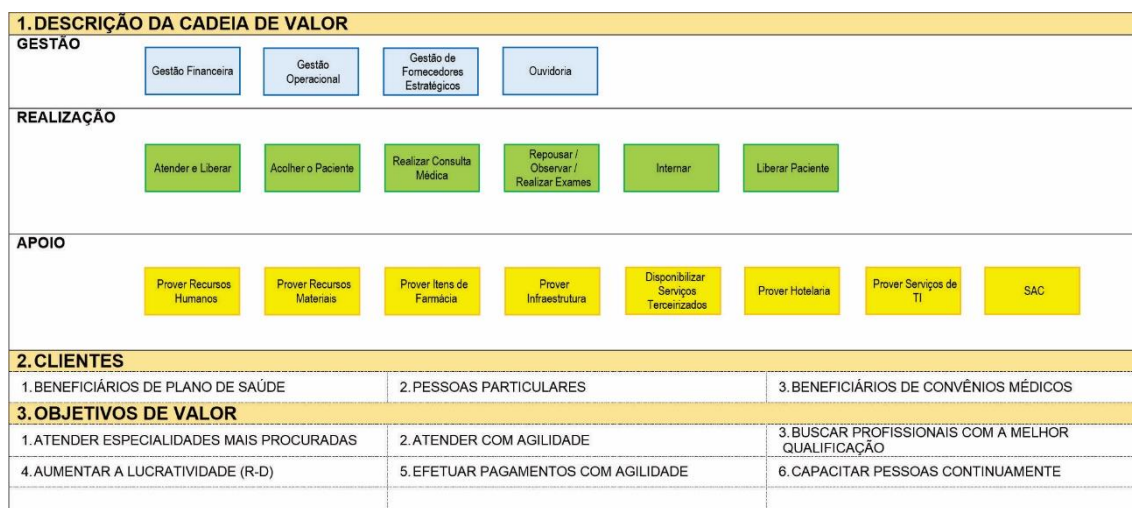 1. DESCRIÇÃO DA CADEIA DE VALOR
GESTÃO
Gestão Financeira
Gestão
Operacional
Gestão de
Fornecedores
Estratégicos
Ouvidoria
REALIZAÇÃO
Atender e Liberar
Acolher o Paciente
Realizar Consulta
Médica
Repousar /
Observar /
Realizar Exames
Internar
Liberar Paciente
APOIO
Prover Recursos
Humanos
Prover Recursos
Materiais
Prover Itens de
Farmácia
Prover
Infraestrutura
Disponibilizar
Serviços
Terceirizados
Prover Hotelaria
Prover Serviços de
TI
SAC
2. CLIENTES
1. BENEFICIÁRIOS DE PLANO DE SAÚDE
2. PESSOAS PARTICULARES
3. BENEFICIÁRIOS DE CONVÊNIOS MÉDICOS
3. OBJETIVOS DE VALOR
1. ATENDER ESPECIALIDADES MAIS PROCURADAS
2. ATENDER COM AGILIDADE
3. BUSCAR PROFISSIONAIS COM A MELHOR
QUALIFICAÇÃO
4. AUMENTAR A LUCRATIVIDADE (R-D)
5. EFETUAR PAGAMENTOS COM AGILIDADE
6. CAPACITAR PESSOAS CONTINUAMENTE